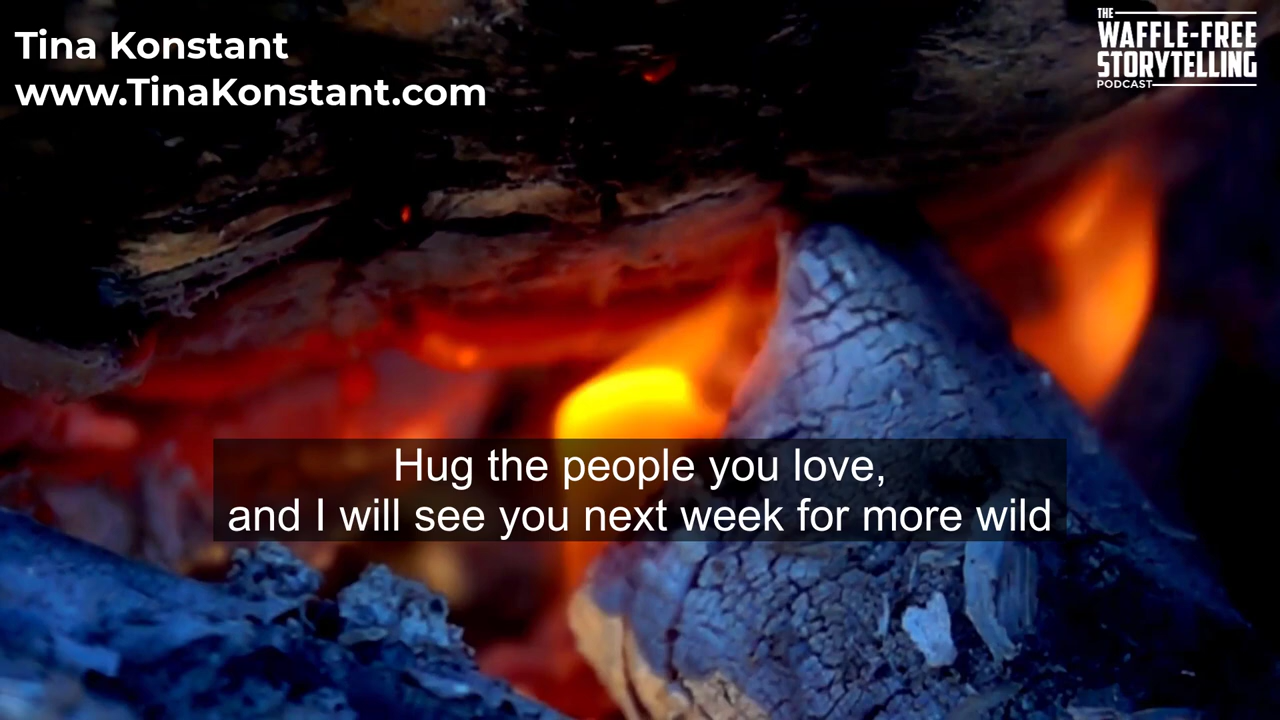 Tina Konstant
www.TinaKonstant.com
THE
WAFFLE-FREE
STORYTELLING
PODCAST
Hug the people you love,
and I will see you next week for more wild